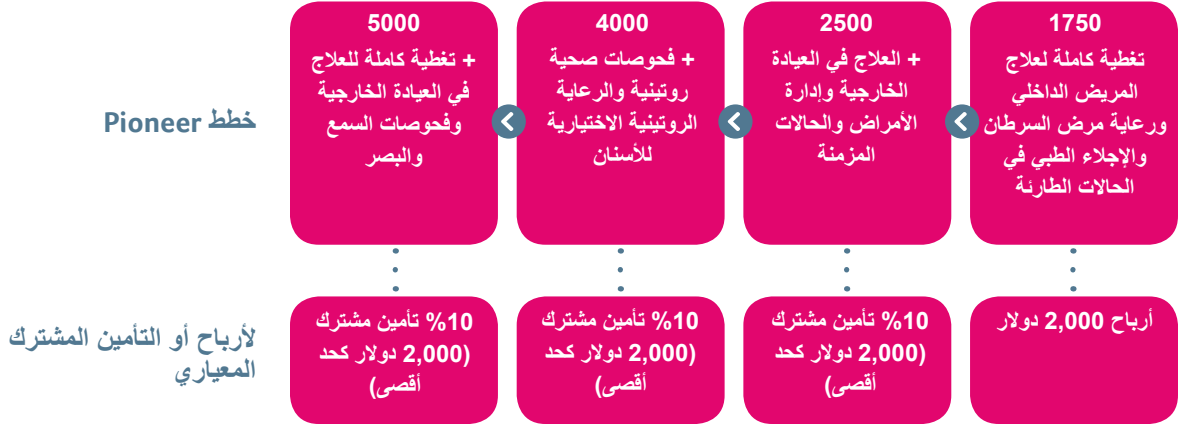 خطط Pioneer
1750
تغطية كاملة لعلاج
المريض الداخلي
ورعاية مرض السرطان
والإجلاء الطبي في
الحالات الطارئة
2500
+ العلاج في العيادة
الخارجية وإدارة
الأمراض والحالات
المزمنة
4000
+ فحوصات صحية
روتينية والرعاية
الروتينية الاختيارية
للأسنان
5000
+ تغطية كاملة للعلاج
في العيادة الخارجية
وفحوصات السمع
والبصر
لأرباح أو التأمين المشترك
المعياري
أرباح 2,000 دولار
10% تأمين مشترك
(2,000 دولار كحد
أقصى)
10% تأمين مشترك
(2,000 دولار كحد
أقصى)
10% تأمين مشترك
(2,000 دولار كحد
أقصى)